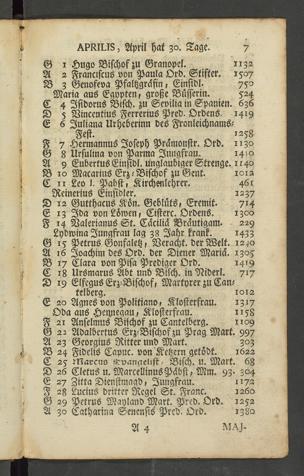 APRILIS, April hat 30. Tage. 7
G 1 Hugo Bischof zu Granopel. 1132
A 2 Franciscus von Paula Ord. Stifter. 1507
B 3 Genofeva Pfaltzgräfin, Einsidl. 750
Maria aus Egypten, große Büsserin. 524
C 4 Isidorus Bisch. zu Sevilia in Spanien. 636
D 5 Vincentius Ferrerius Pred. Ordens. 1419
E 6 Juliana Urheberinn des Fronleichnams-
Fest. 1258
F 7 Hermannus Joseph Prämonstr. Ord. 1130
G 8 Ursulina von Parma Jungfrau 1410
A 9 Eubertus Einsidl. unglaubiger Strenge. 1140
B 10 Macarius Erz-Bischof zu Gent. 1012
C 11 Leo I. Pabst, Kirchenlehrer. 461
Reinerius Einsidler. 1237
D 12 Gutthacus Kön. Geblüts, Eremit. 714
E 13 Ida von Löwen, Cisterc. Ordens. 1300
F 14 Valerianus St. Cäciliä Bräutigam. 229
Lydwina Jungfrau lag 38 Jahr krank. 1433
G 15 Petrus Gonsaletz, Veracht. der Welt. 1240
A 16 Joachim des Ord. der Diener Mariä. 1305
B 17 Clara von Pisa Prediger Ord. 1419
C 18 Ursmarus Abt und Bisch. in Niderl. 717
D 19 Elfegus Erz-Bischof, Martyrer zu Can-
telberg. 1012
E 20 Agnes von Politiano, Klosterfrau. 1317
Oda aus Hennegau, Klosterfrau. 1158
F 21 Anselmus Bischof zu Cantelberg. 1109
G 22 Adalbertus Erz-Bischof zu Prag Mart. 997
A 23 Georgius Ritter und Mart. 303
B 24 Fidelis Capuc. von Ketzern getödt. 1622
C 25 Marcus Evangelist, Bisch. u. Mart. 68
D 26 Cletus u. Marcellinus Päbst, Mm. 93. 304
E 27 Zitta Dienstmagd, Jungfrau. 1172
F 28 Lucius dritter Regel St. Franc. 1260
G 29 Petrus Mayland Mart. Pred. Ord. 1252
A 30 Catharina Senensis Pred. Ord. 1380
A 4 MAJ-